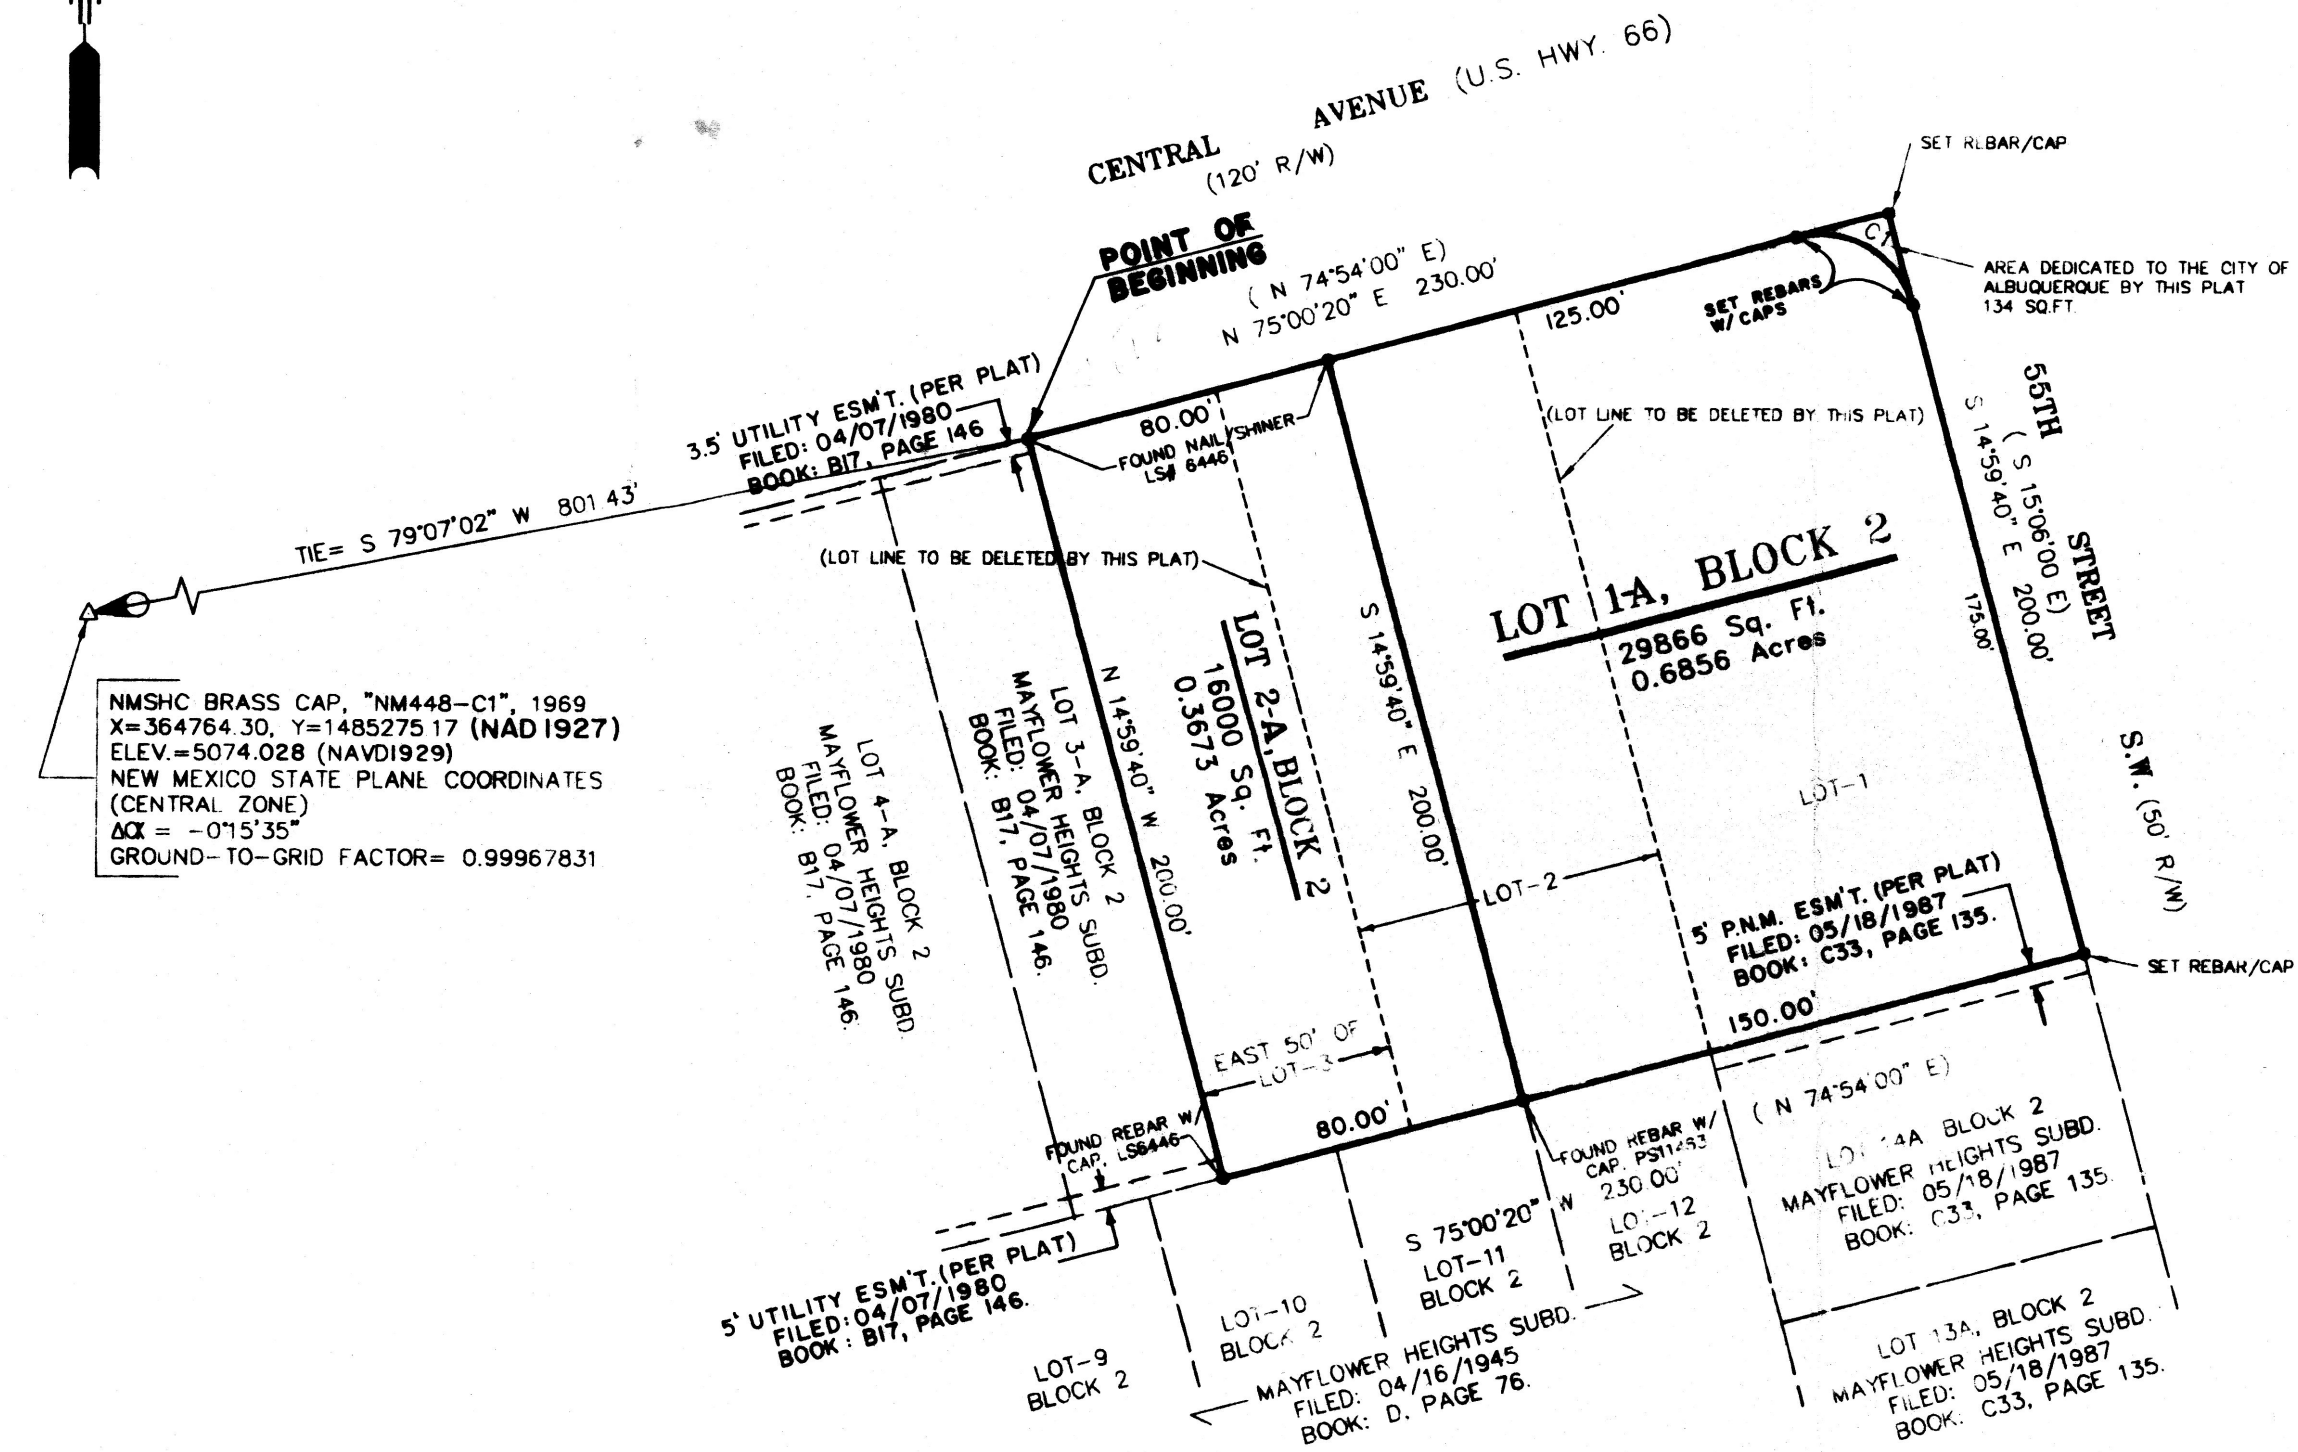 CENTRAL AVENUE (U.S. HWY. 66)
(120' R/W)
SET REBAR/CAP
POINT OF
BEGINNING
( N 74°54'00" E)
N 75°00'20" E 230.00'
C1
AREA DEDICATED TO THE CITY OF
ALBUQUERQUE BY THIS PLAT
134 SQ.FT.
SET REBARS
W/ CAPS
125.00'
80.00'
3.5' UTILITY ESM'T. (PER PLAT)
FILED: 04/07/1980
BOOK: B17, PAGE 146
FOUND NAIL/SHINER
LS# 6446
(LOT LINE TO BE DELETED BY THIS PLAT)
55TH STREET S.W. (50' R/W)
( S 15°06'00 E)
S 14°59'40" E 200.00'
175.00'
TIE= S 79°07'02" W 801.43'
(LOT LINE TO BE DELETED BY THIS PLAT)
LOT 1-A, BLOCK 2
29866 Sq. Ft.
0.6856 Acres
LOT 2-A, BLOCK 2
16000 Sq. Ft.
0.3673 Acres
S 14°59'40" E 200.00'
N 14°59'40" W 200.00'
NMSHC BRASS CAP, "NM448-C1", 1969
X=364764.30, Y=1485275.17 (NAD 1927)
ELEV.=5074.028 (NAVD1929)
NEW MEXICO STATE PLANE COORDINATES
(CENTRAL ZONE)
Δα = -0°15'35"
GROUND-TO-GRID FACTOR= 0.99967831
LOT 3-A, BLOCK 2
MAYFLOWER HEIGHTS SUBD.
FILED: 04/07/1980
BOOK: B17, PAGE 146.
LOT 4-A, BLOCK 2
MAYFLOWER HEIGHTS SUBD.
FILED: 04/07/1980
BOOK: B17, PAGE 146.
LOT-1
LOT-2
5' P.N.M. ESM'T. (PER PLAT)
FILED: 05/18/1987
BOOK: C33, PAGE 135.
SET REBAR/CAP
150.00'
EAST 50' OF
LOT-3
80.00'
FOUND REBAR W/
CAP. LS6446
FOUND REBAR W/
CAP. PS11463
( N 74°54'00" E)
S 75°00'20" W 230.00'
5' UTILITY ESM'T. (PER PLAT)
FILED: 04/07/1980
BOOK : B17, PAGE 146.
LOT-9
BLOCK 2
LOT-10
BLOCK 2
LOT-11
BLOCK 2
LOT-12
BLOCK 2
MAYFLOWER HEIGHTS SUBD.
FILED: 04/16/1945
BOOK: D, PAGE 76.
LOT 14A BLOCK 2
MAYFLOWER HEIGHTS SUBD.
FILED: 05/18/1987
BOOK: C33, PAGE 135.
LOT 13A, BLOCK 2
MAYFLOWER HEIGHTS SUBD.
FILED: 05/18/1987
BOOK: C33, PAGE 135.